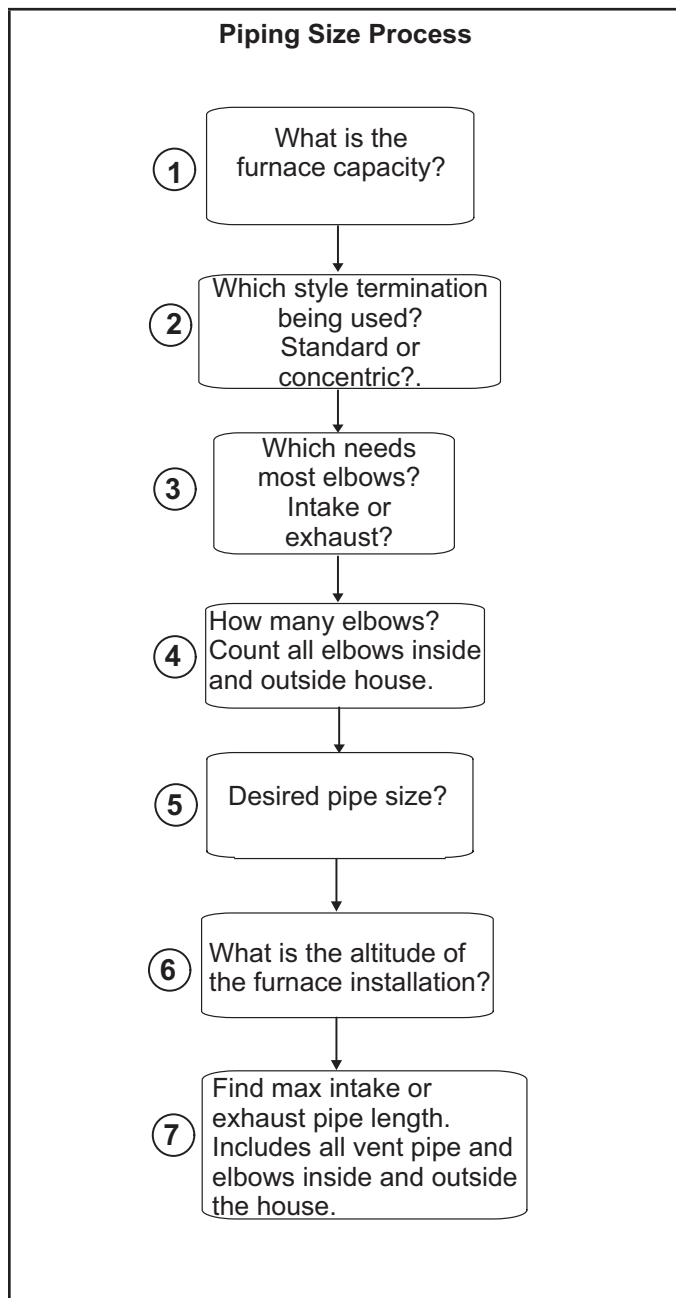 Piping Size Process
1
What is the
furnace capacity?
2
Which style termination
being used?
Standard or
concentric?.
3
Which needs
most elbows?
Intake or
exhaust?
4
How many elbows?
Count all elbows inside
and outside house.
5
Desired pipe size?
6
What is the altitude of
the furnace installation?
7
Find max intake or
exhaust pipe length.
Includes all vent pipe and
elbows inside and outside
the house.